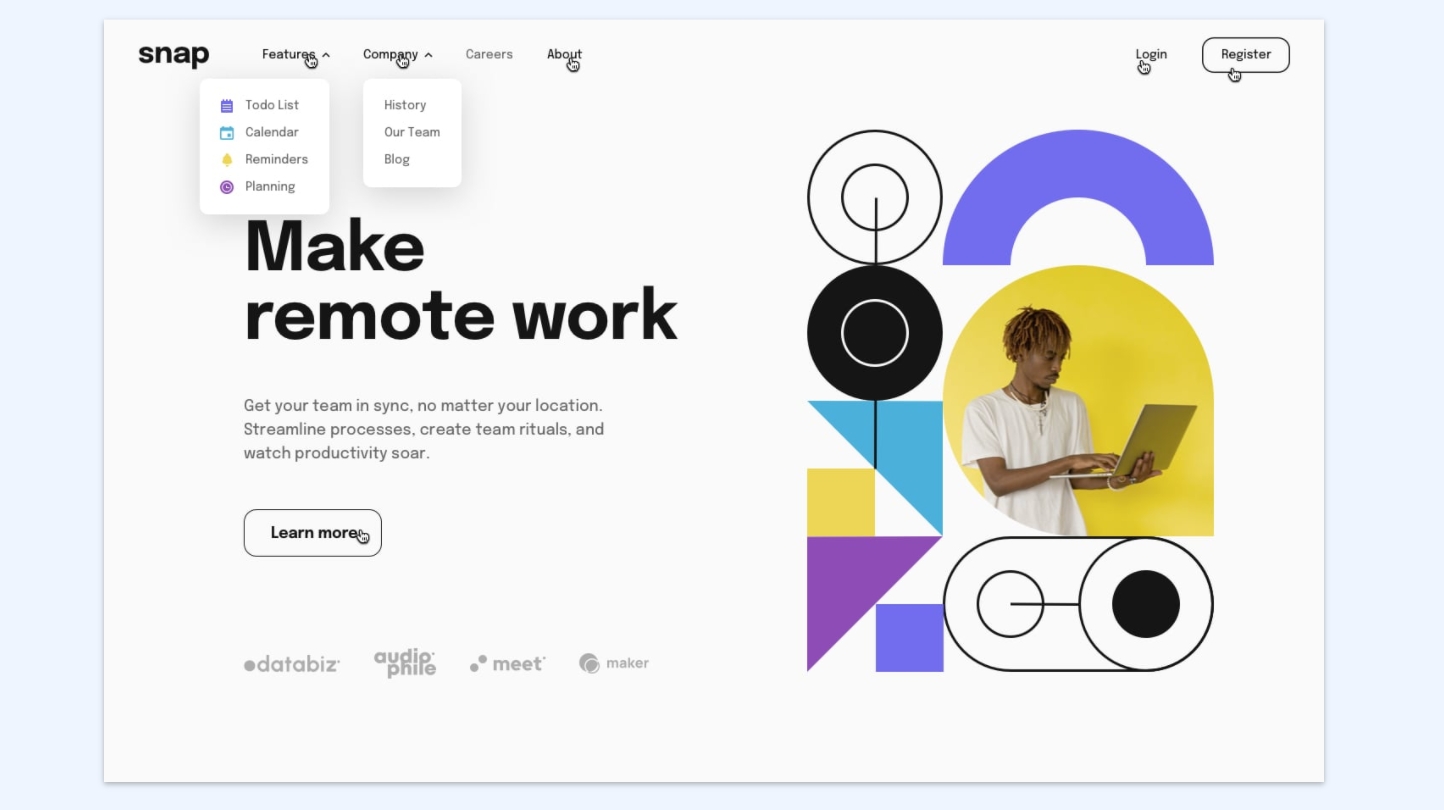 snap
Features
Company
Careers
About
Login
Register
Todo List
Calendar
Reminders
Planning
History
Our Team
Blog
Make
remote work
Get your team in sync, no matter your location.
Streamline processes, create team rituals, and
watch productivity soar.
Learn more
databiz
audio
phile
meet
maker